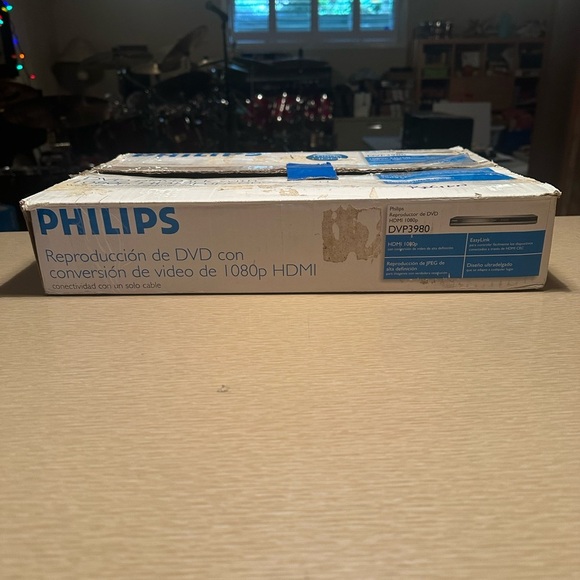 PHILIPS
PHILIPS
Reproducción de DVD con
conversión de video de 1080p HDMI
conectividad con un solo cable
Philips
Reproductor de DVD
HDMI 1080p
DVP3980
HDMI 1080p
EasyLink
Reproducción de JPEG de
alta definición
Diseño ultradelgado